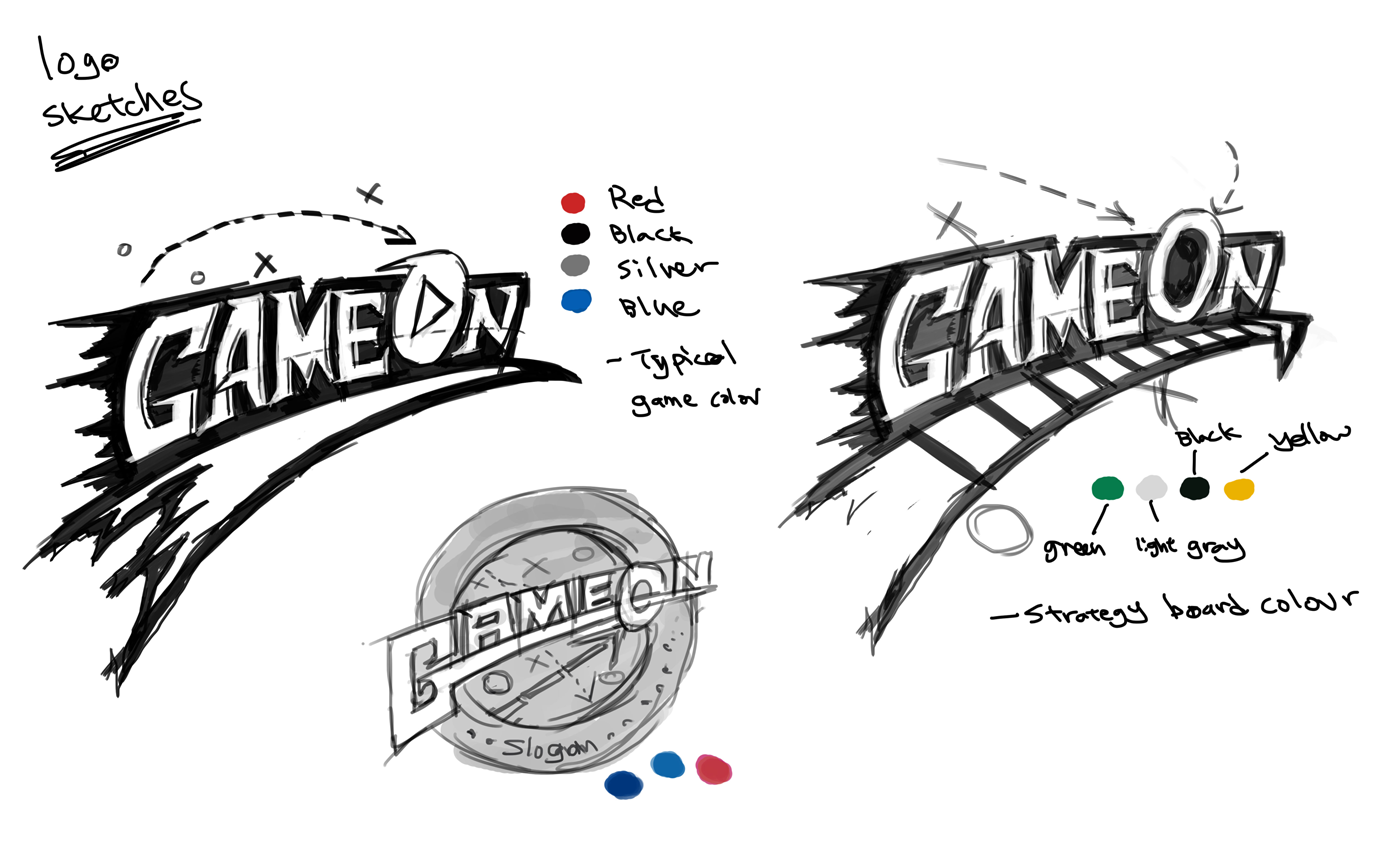 logo
sketches
GAMEON
Red
Black
Silver
Blue
- Typical
game color
GAMEON
Black
Yellow
green
light gray
- Strategy board colour
GAMEON
Slogan